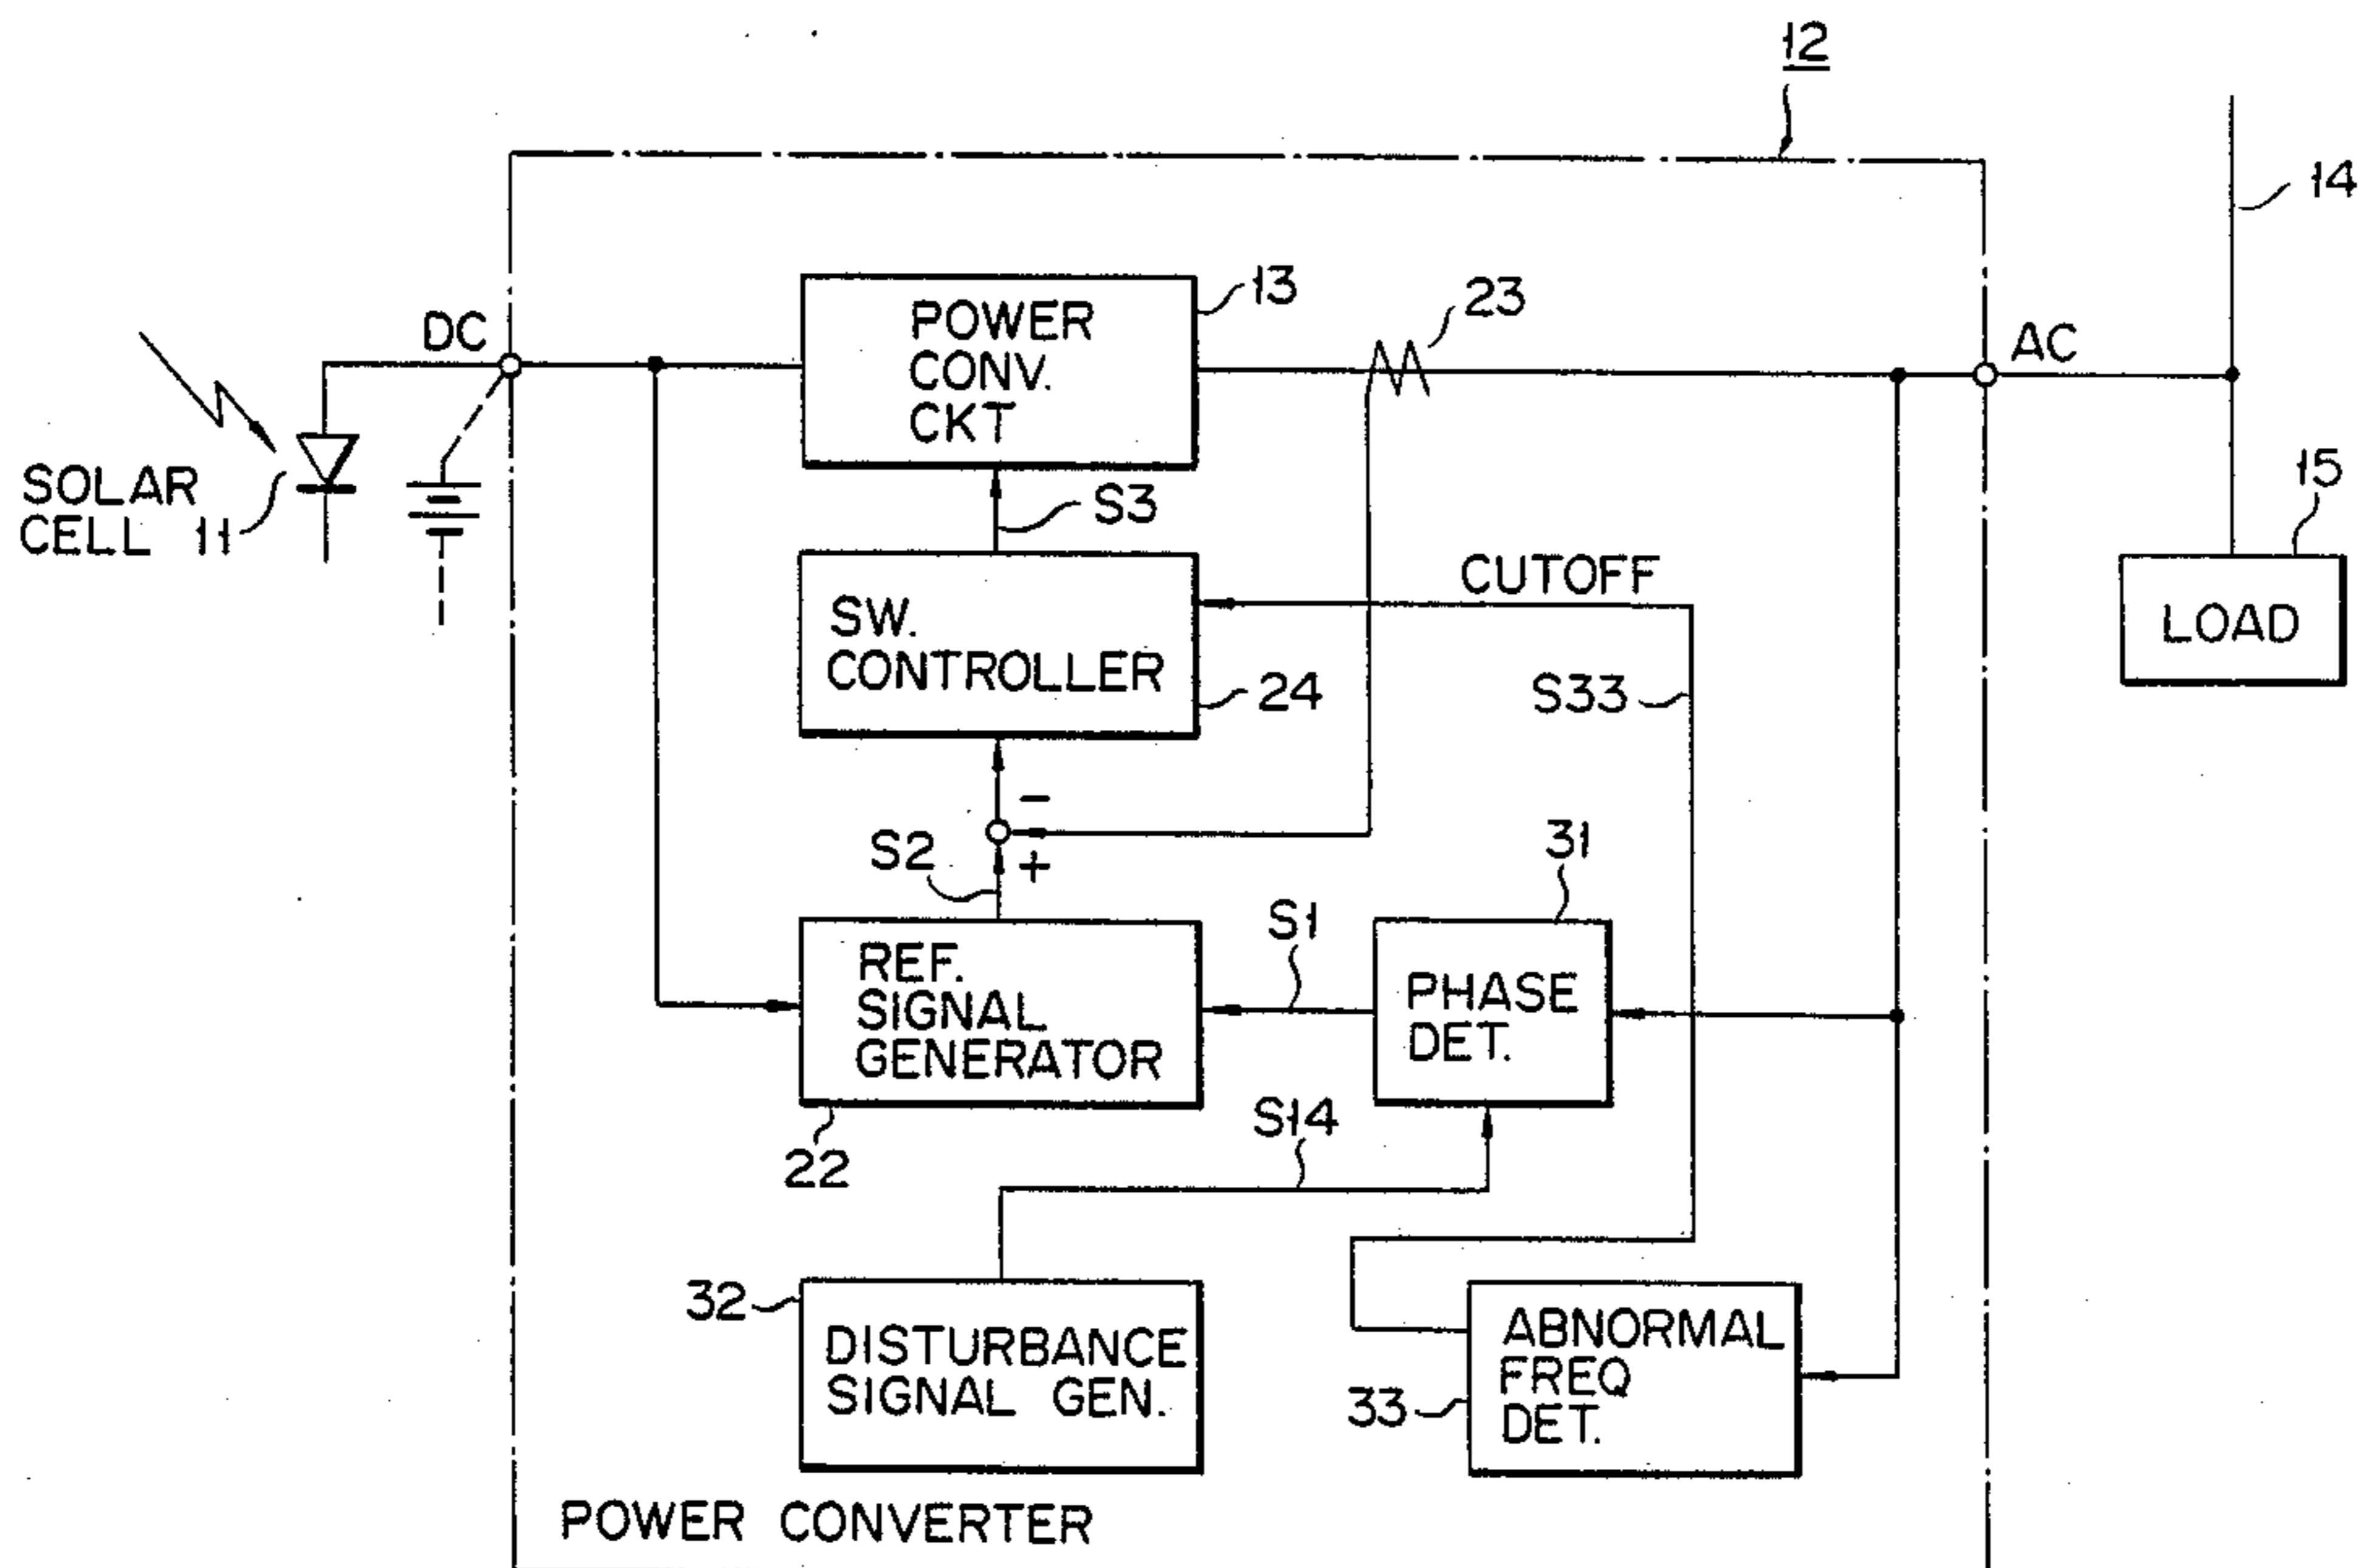 12
14
DC
POWER
CONV.
CKT
13
23
AC
SOLAR
CELL 11
S3
15
CUTOFF
LOAD
SW.
CONTROLLER
24
S33
−
S2
+
31
S1
REF.
SIGNAL
GENERATOR
PHASE
DET.
22
S14
32
DISTURBANCE
SIGNAL GEN.
33
ABNORMAL
FREQ
DET.
POWER CONVERTER